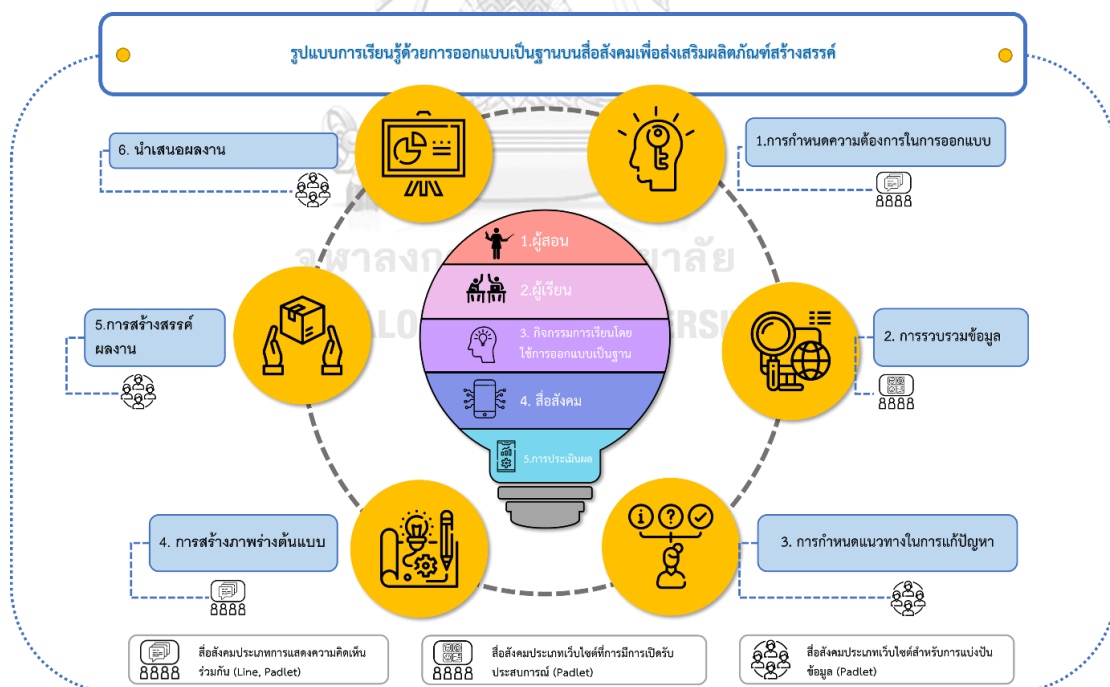 รูปแบบการเรียนรู้ด้วยการออกแบบเป็นฐานบนสื่อสังคมเพื่อส่งเสริมผลิตภัณฑ์สร้างสรรค์
1.การกำหนดความต้องการในการออกแบบ
2. การรวบรวมข้อมูล
3. การกำหนดแนวทางในการแก้ปัญหา
4. การสร้างภาพร่างต้นแบบ
5.การสร้างสรรค์
ผลงาน
6. นำเสนอผลงาน
1.ผู้สอน
2.ผู้เรียน
3. กิจกรรมการเรียนโดย
ใช้การออกแบบเป็นฐาน
4. สื่อสังคม
5.การประเมินผล
สื่อสังคมประเภทการแสดงความคิดเห็น
ร่วมกัน (Line, Padlet)
สื่อสังคมประเภทเว็บไซต์ที่การมีการเปิดรับ
ประสบการณ์ (Padlet)
สื่อสังคมประเภทเว็บไซต์สำหรับการแบ่งปัน
ข้อมูล (Padlet)